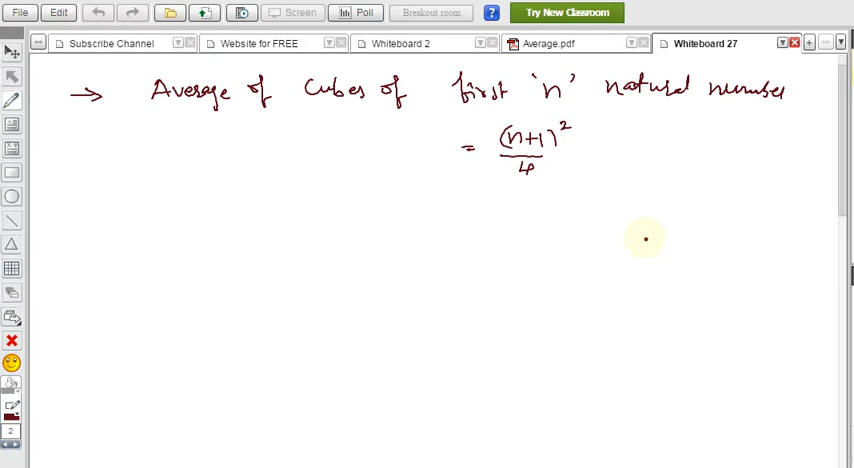 File Edit Screen Poll Breakout room ? Try New Classroom
Subscribe Channel Website for FREE Whiteboard 2 Average.pdf Whiteboard 27
→ Average of Cubes of first 'n' natural number
= (n+1)²
4
2